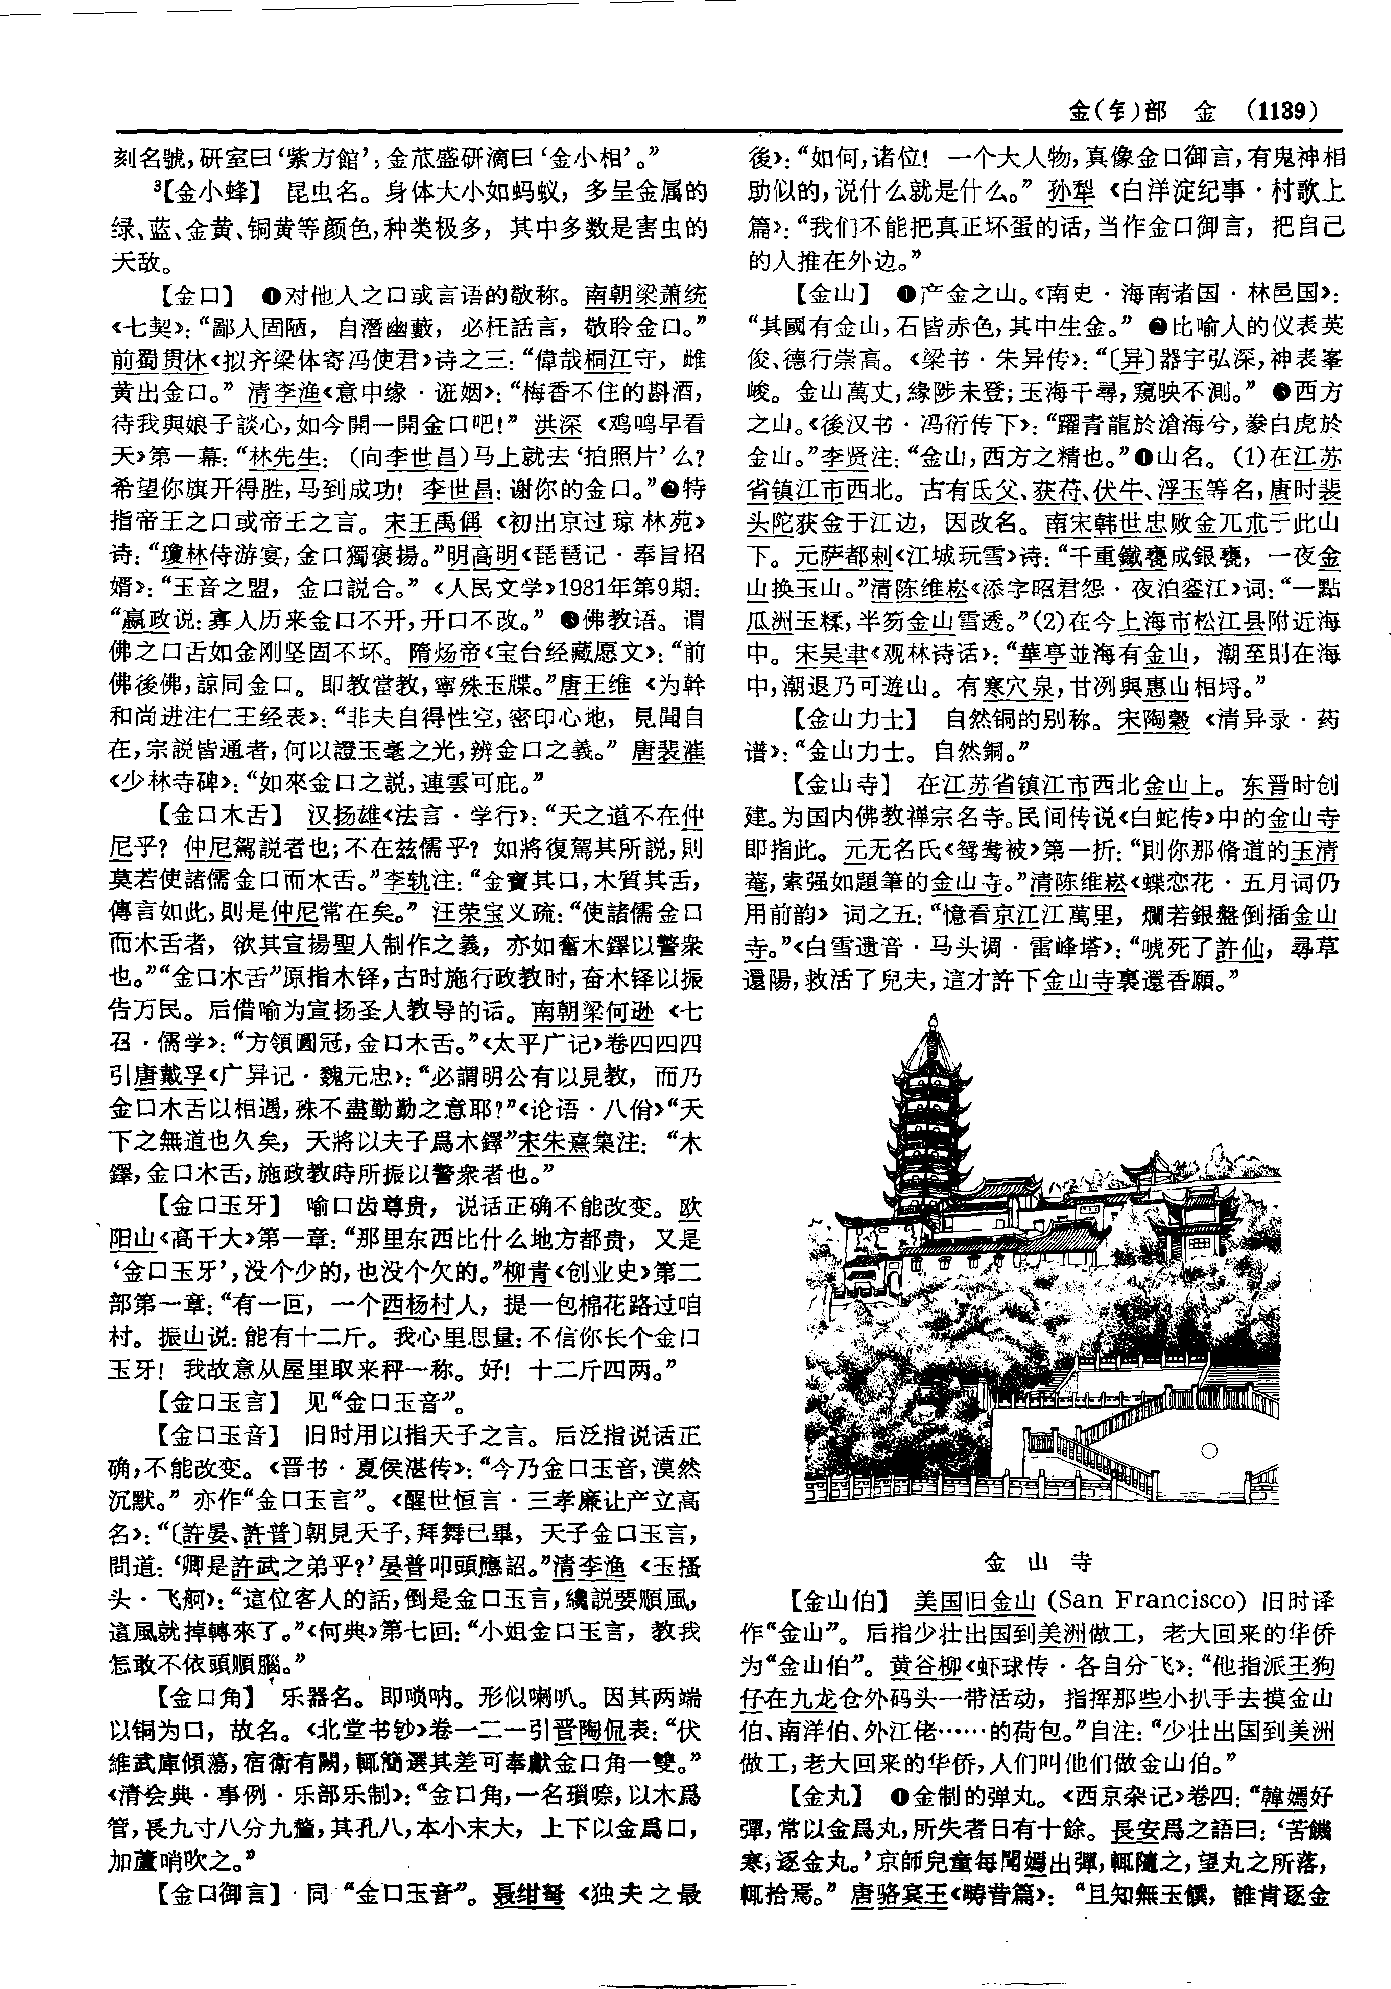 金(钅)部　金　(1139)
刻名號，研室曰‘紫方館’；金苽盛研滴曰‘金小相’。”
³【金小蜂】　昆虫名。身体大小如蚂蚁，多呈金属的
绿、蓝、金黄、铜黄等颜色，种类极多，其中多数是害虫的
天敌。
【金口】　❶对他人之口或言语的敬称。南朝梁萧统
《七契》：“鄙人固陋，自潛幽藪，必枉話言，敬聆金口。”
前蜀贯休《拟齐梁体寄冯使君》诗之三：“偉哉桐江守，雌
黄出金口。”清李渔《意中缘·诳姻》：“梅香不住的斟酒，
待我與娘子談心，如今開一開金口吧！”洪深《鸡鸣早看
天》第一幕：“林先生：(向李世昌)马上就去‘拍照片’么？
希望你旗开得胜，马到成功！李世昌：谢你的金口。”❷特
指帝王之口或帝王之言。宋王禹偁《初出京过琼林苑》
诗：“瓊林侍游宴，金口獨褒揚。”明高明《琵琶记·奉旨招
婿》：“玉音之盟，金口説合。”《人民文学》1981年第9期：
“嬴政说：寡人历来金口不开，开口不改。”❸佛教语。谓
佛之口舌如金刚坚固不坏。隋炀帝《宝台经藏愿文》：“前
佛後佛，諒同金口。即教當教，寧殊玉牒。”唐王维《为幹
和尚进注仁王经表》：“非夫自得性空，密印心地，見聞自
在，宗説皆通者，何以證玉毫之光，辨金口之義。”唐裴漼
《少林寺碑》：“如來金口之説，連雲可庇。”
【金口木舌】　汉扬雄《法言·学行》：“天之道不在仲
尼乎？仲尼駕説者也；不在兹儒乎？如將復駕其所説，則
莫若使諸儒金口而木舌。”李轨注：“金寶其口，木質其舌，
傳言如此，則是仲尼常在矣。”汪荣宝义疏：“使諸儒金口
而木舌者，欲其宣揚聖人制作之義，亦如奮木鐸以警衆
也。”“金口木舌”原指木铎，古时施行政教时，奋木铎以振
告万民。后借喻为宣扬圣人教导的话。南朝梁何逊《七
召·儒学》：“方領圓冠，金口木舌。”《太平广记》卷四四四
引唐戴孚《广异记·魏元忠》：“必謂明公有以見教，而乃
金口木舌以相遇，殊不盡勤勤之意耶？”《论语·八佾》“天
下之無道也久矣，天將以夫子爲木鐸”宋朱熹集注：“木
鐸，金口木舌，施政教時所振以警衆者也。”
【金口玉牙】　喻口齿尊贵，说话正确不能改变。欧
阳山《高干大》第一章：“那里东西比什么地方都贵，又是
‘金口玉牙’，没个少的，也没个欠的。”柳青《创业史》第二
部第一章：“有一回，一个西杨村人，提一包棉花路过咱
村。振山说：能有十二斤。我心里思量：不信你长个金口
玉牙！我故意从屋里取来秤一称。好！十二斤四两。”
【金口玉言】　见“金口玉音”。
【金口玉音】　旧时用以指天子之言。后泛指说话正
确，不能改变。《晋书·夏侯湛传》：“今乃金口玉音，漠然
沉默。”亦作“金口玉言”。《醒世恒言·三孝廉让产立高
名》：“〔許晏、許普〕朝見天子，拜舞已畢，天子金口玉言，
問道：‘卿是許武之弟乎？’晏普叩頭應詔。”清李渔《玉搔
头·飞舸》：“這位客人的話，倒是金口玉言，纔説要順風，
這風就掉轉來了。”《何典》第七回：“小姐金口玉言，教我
怎敢不依頭順腦。”
【金口角】　乐器名。即唢呐。形似喇叭。因其两端
以铜为口，故名。《北堂书钞》卷一二一引晋陶侃表：“伏
維武庫傾蕩，宿衛有闕，輒簡選其差可奉獻金口角一雙。”
《清会典·事例·乐部乐制》：“金口角，一名瑣嘹，以木爲
管，長九寸八分九釐，其孔八，本小末大，上下以金爲口，
加蘆哨吹之。”
【金口御言】　同“金口玉音”。聂绀弩《独夫之最
後》：“如何，诸位！一个大人物，真像金口御言，有鬼神相
助似的，说什么就是什么。”孙犁《白洋淀纪事·村歌上
篇》：“我们不能把真正坏蛋的话，当作金口御言，把自己
的人推在外边。”
【金山】　❶产金之山。《南史·海南诸国·林邑国》：
“其國有金山，石皆赤色，其中生金。”❷比喻人的仪表英
俊、德行崇高。《梁书·朱异传》：“〔异〕器宇弘深，神表峯
峻。金山萬丈，緣陟未登；玉海千尋，窺映不測。”❸西方
之山。《後汉书·冯衍传下》：“躍青龍於滄海兮，豢白虎於
金山。”李贤注：“金山，西方之精也。”❹山名。(1)在江苏
省镇江市西北。古有氐父、获苻、伏牛、浮玉等名，唐时裴
头陀获金于江边，因改名。南宋韩世忠败金兀朮于此山
下。元萨都剌《江城玩雪》诗：“千重鐵甕成銀甕，一夜金
山换玉山。”清陈维崧《添字昭君怨·夜泊銮江》词：“一點
瓜洲玉糅，半笏金山雪透。”(2)在今上海市松江县附近海
中。宋吴聿《观林诗话》：“華亭並海有金山，潮至則在海
中，潮退乃可遊山。有寒穴泉，甘冽與惠山相埒。”
【金山力士】　自然铜的别称。宋陶穀《清异录·药
谱》：“金山力士。自然銅。”
【金山寺】　在江苏省镇江市西北金山上。东晋时创
建。为国内佛教禅宗名寺。民间传说《白蛇传》中的金山寺
即指此。元无名氏《鸳鸯被》第一折：“則你那脩道的玉清
菴，索强如題筆的金山寺。”清陈维崧《蝶恋花·五月词仍
用前韵》词之五：“憶看京江江萬里，爛若銀盤倒插金山
寺。”《白雪遗音·马头调·雷峰塔》：“唬死了許仙，尋草
還陽，救活了兒夫，這才許下金山寺裏還香願。”
金山寺
【金山伯】　美国旧金山 (San Francisco) 旧时译
作“金山”。后指少壮出国到美洲做工，老大回来的华侨
为“金山伯”。黄谷柳《虾球传·各自分飞》：“他指派王狗
仔在九龙仓外码头一带活动，指挥那些小扒手去摸金山
伯、南洋伯、外江佬……的荷包。”自注：“少壮出国到美洲
做工，老大回来的华侨，人们叫他们做金山伯。”
【金丸】　❶金制的弹丸。《西京杂记》卷四：“韓嫣好
彈，常以金爲丸，所失者日有十餘。長安爲之語曰：‘苦饑
寒；逐金丸。’京師兒童每聞嫣出彈，輒隨之，望丸之所落，
輒拾焉。”唐骆宾王《畴昔篇》：“且知無玉饌，誰肯逐金